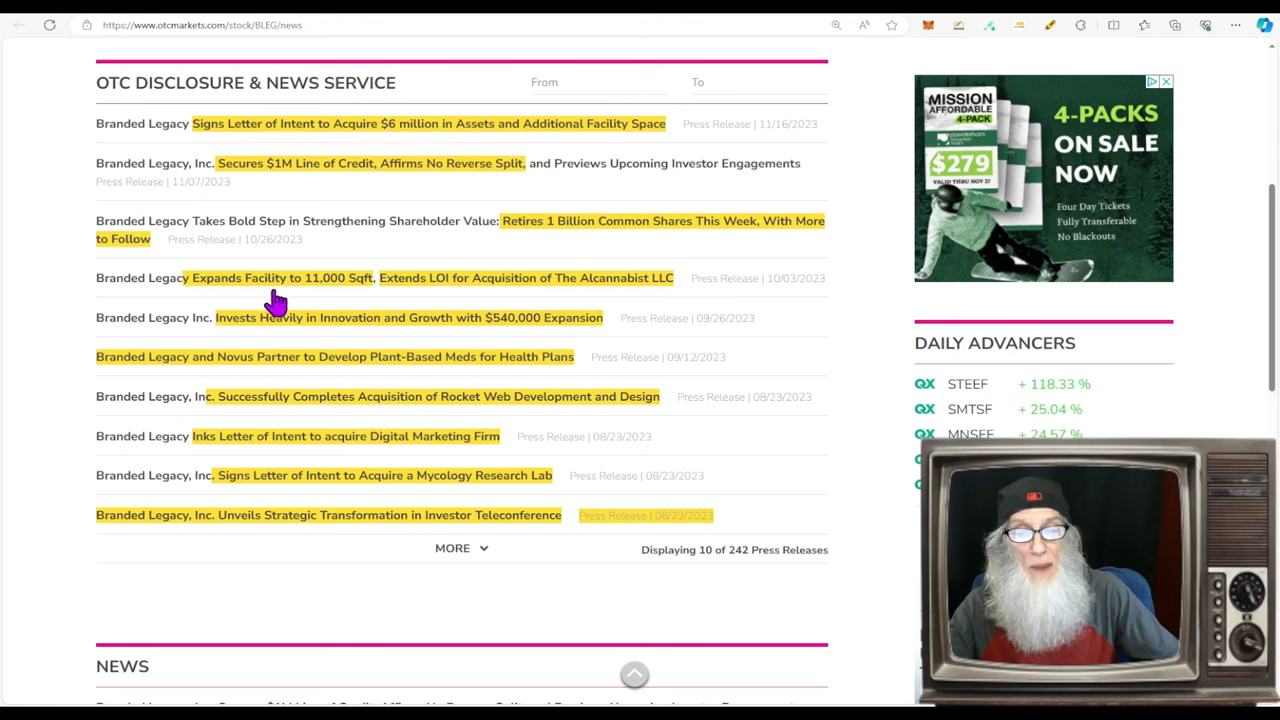 https://www.otcmarkets.com/stock/BLEG/news
OTC DISCLOSURE & NEWS SERVICE
From
To
Branded Legacy Signs Letter of Intent to Acquire $6 million in Assets and Additional Facility Space Press Release | 11/16/2023
Branded Legacy, Inc. Secures $1M Line of Credit, Affirms No Reverse Split, and Previews Upcoming Investor Engagements
Press Release | 11/07/2023
Branded Legacy Takes Bold Step in Strengthening Shareholder Value: Retires 1 Billion Common Shares This Week, With More
to Follow Press Release | 10/26/2023
Branded Legacy Expands Facility to 11,000 Sqft, Extends LOI for Acquisition of The Alcannabist LLC Press Release | 10/03/2023
Branded Legacy Inc. Invests Heavily in Innovation and Growth with $540,000 Expansion Press Release | 09/26/2023
Branded Legacy and Novus Partner to Develop Plant-Based Meds for Health Plans Press Release | 09/12/2023
Branded Legacy, Inc. Successfully Completes Acquisition of Rocket Web Development and Design Press Release | 08/23/2023
Branded Legacy Inks Letter of Intent to acquire Digital Marketing Firm Press Release | 08/23/2023
Branded Legacy, Inc. Signs Letter of Intent to Acquire a Mycology Research Lab Press Release | 08/23/2023
Branded Legacy, Inc. Unveils Strategic Transformation in Investor Teleconference Press Release | 08/23/2023
MORE
Displaying 10 of 242 Press Releases
NEWS
MISSION
AFFORDABLE
4-PACK
$279
VALID THRU NOV 27
4-PACKS
ON SALE
NOW
Four Day Tickets
Fully Transferable
No Blackouts
DAILY ADVANCERS
QX STEEF + 118.33 %
QX SMTSF + 25.04 %
QX MNSEF + 24.57 %